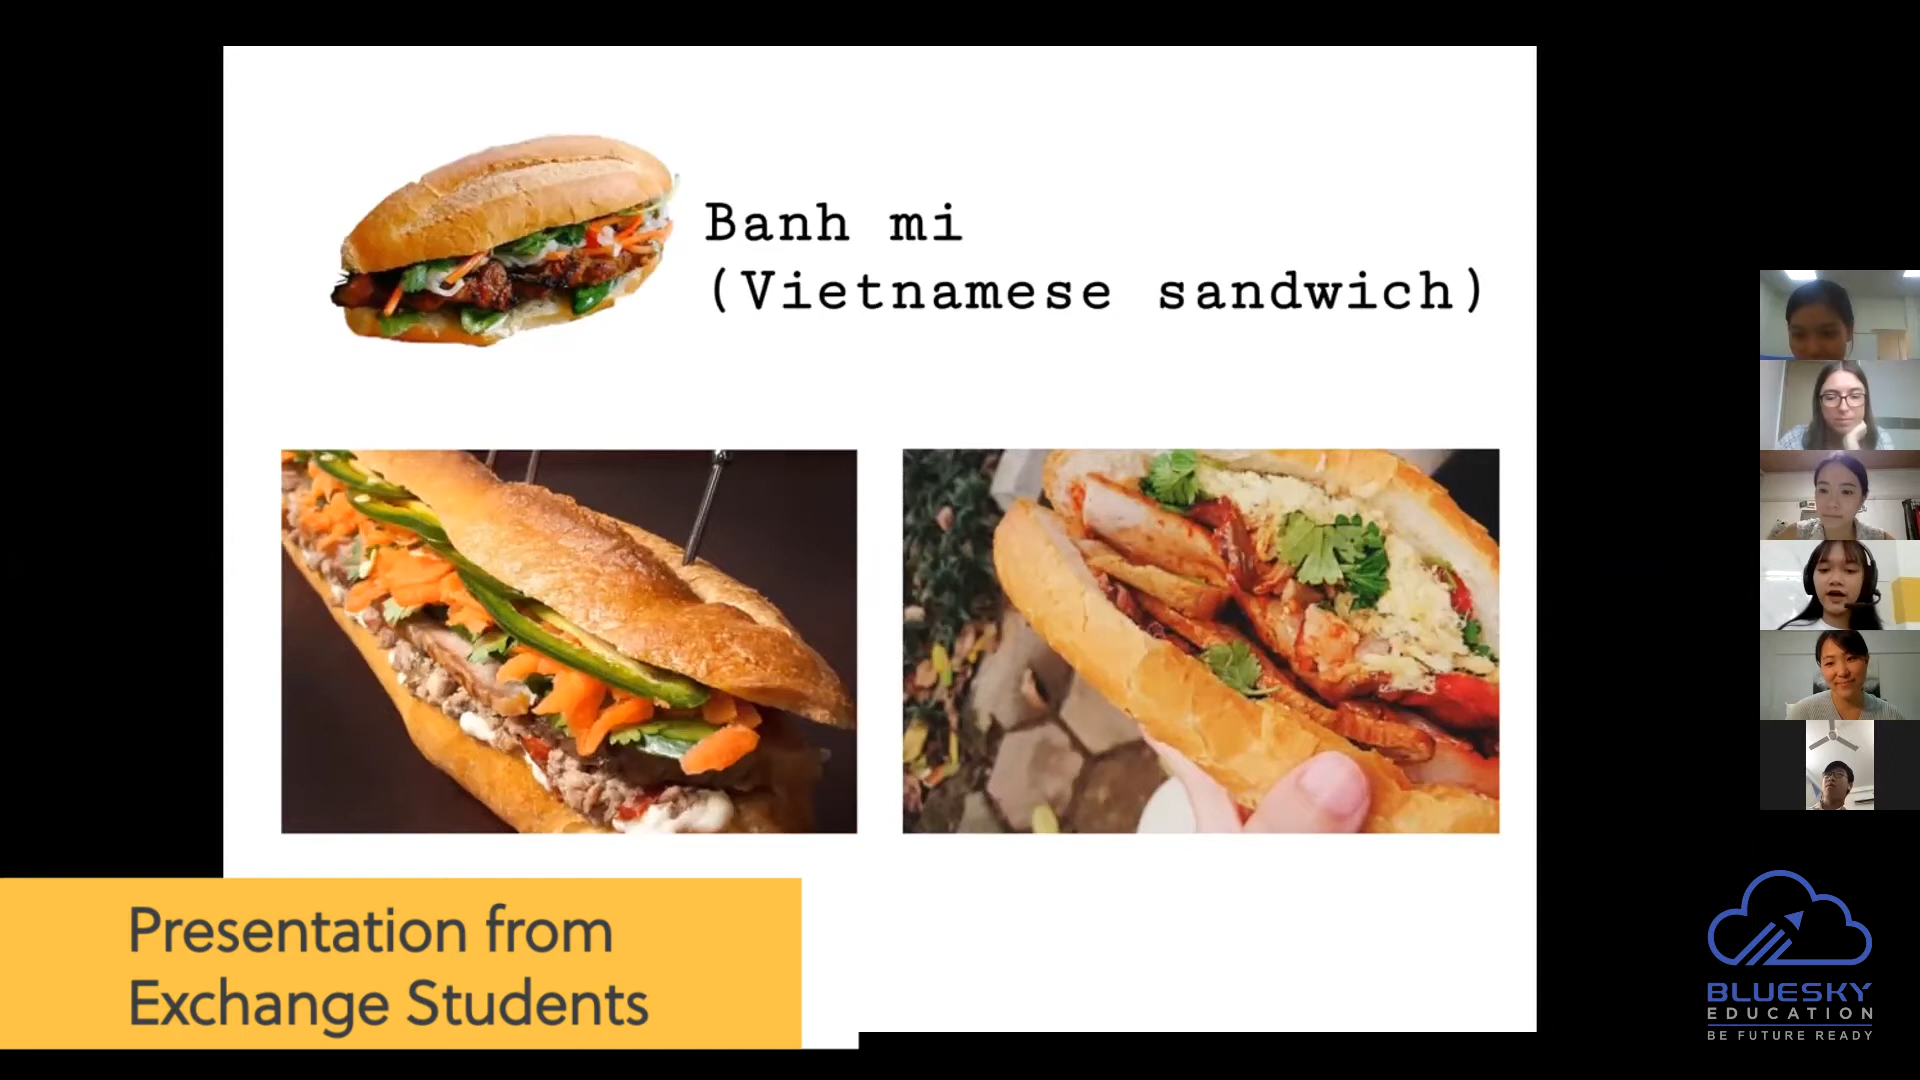 Banh mi
(Vietnamese sandwich)
Presentation from
Exchange Students
BLUESKY
EDUCATION
BE FUTURE READY